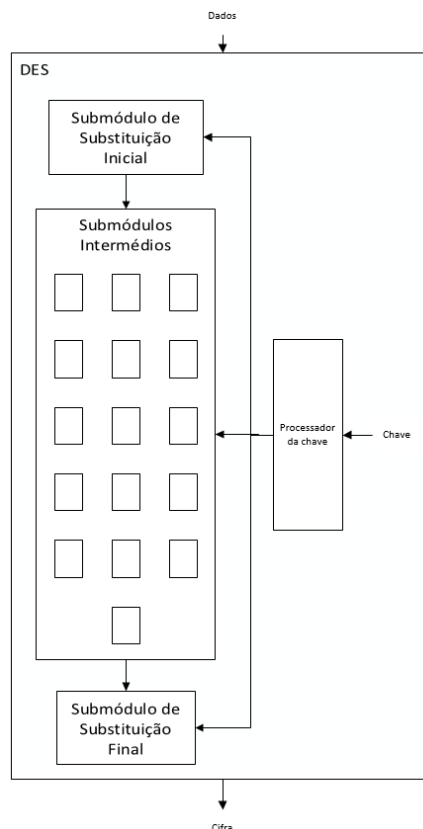 Dados
DES
Submódulo de
Substituição
Inicial
Submódulos
Intermédios
Processador
da chave
Chave
Submódulo de
Substituição
Final
Cifra